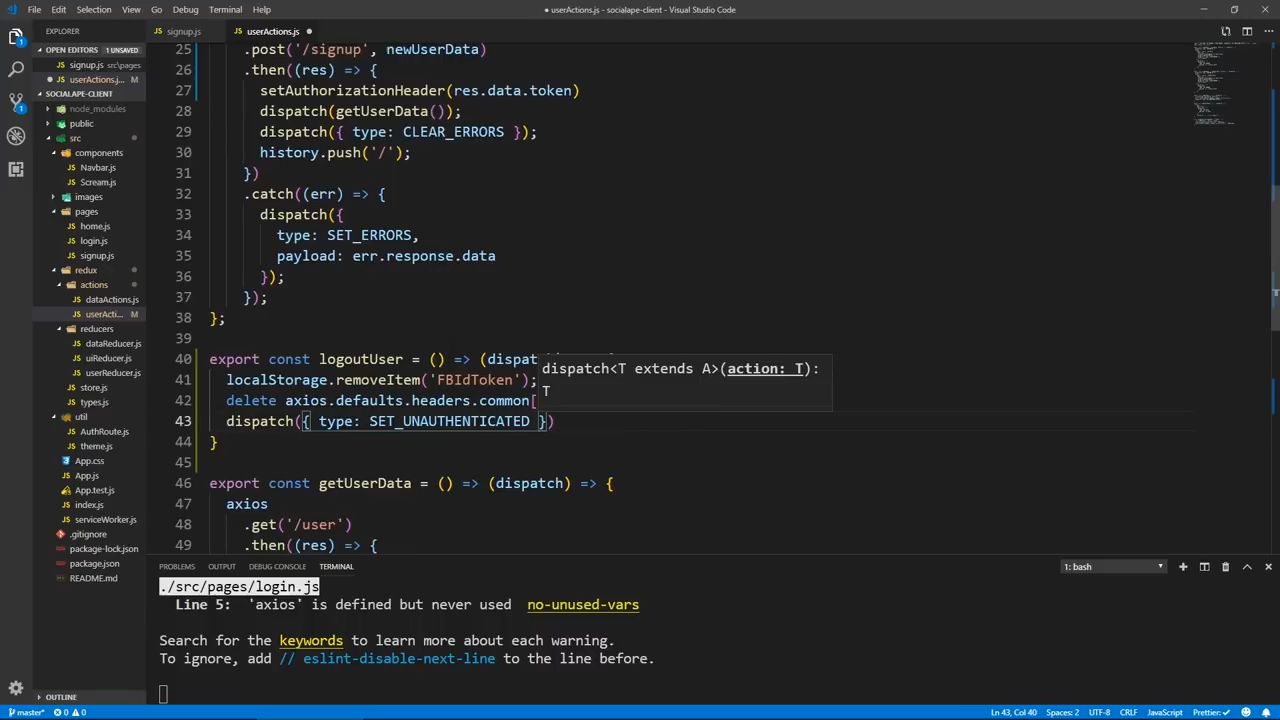 File Edit Selection View Go Debug Terminal Help
userActions.js - socialape-client - Visual Studio Code
EXPLORER
OPEN EDITORS 1 UNSAVED
signup.js src\pages
userActions.j... M
SOCIALAPE-CLIENT
node_modules
public
src
components
Navbar.js
Scream.js
images
pages
home.js
login.js
signup.js
redux
actions
dataActions.js
userActi... M
reducers
dataReducer.js
uiReducer.js
userReducer.js
store.js
types.js
util
AuthRoute.js
theme.js
App.css
App.js
App.test.js
index.js
serviceWorker.js
.gitignore
package-lock.json
package.json
README.md
OUTLINE
signup.js userActions.js
25 .post('/signup', newUserData)
26 .then((res) => {
27 setAuthorizationHeader(res.data.token)
28 dispatch(getUserData());
29 dispatch({ type: CLEAR_ERRORS });
30 history.push('/');
31 })
32 .catch((err) => {
33 dispatch({
34 type: SET_ERRORS,
35 payload: err.response.data
36 });
37 });
38 };
39
40 export const logoutUser = () => (dispat
41 localStorage.removeItem('FBIdToken');
42 delete axios.defaults.headers.common[
43 dispatch({ type: SET_UNAUTHENTICATED })
44 }
45
46 export const getUserData = () => (dispatch) => {
47 axios
48 .get('/user')
49 .then((res) => {
dispatch<T extends A>(action: T):
T
PROBLEMS OUTPUT DEBUG CONSOLE TERMINAL
1: bash
./src/pages/login.js
Line 5: 'axios' is defined but never used no-unused-vars
Search for the keywords to learn more about each warning.
To ignore, add // eslint-disable-next-line to the line before.
master* 0 0
Ln 43, Col 40 Spaces: 2 UTF-8 CRLF JavaScript Prettier: ✓